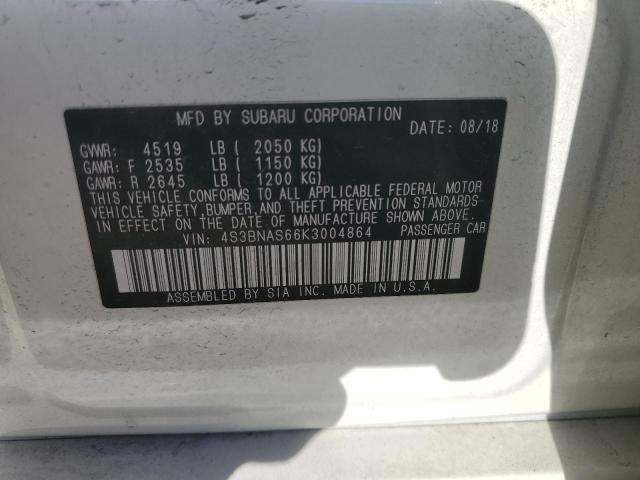 MFD BY SUBARU CORPORATION
DATE: 08/18
GVWR: 4519 LB ( 2050 KG)
GAWR: F 2535 LB ( 1150 KG)
GAWR: R 2645 LB ( 1200 KG)
THIS VEHICLE CONFORMS TO ALL APPLICABLE FEDERAL MOTOR
VEHICLE SAFETY, BUMPER, AND THEFT PREVENTION STANDARDS
IN EFFECT ON THE DATE OF MANUFACTURE SHOWN ABOVE.
VIN: 4S3BNAS66K3004864 PASSENGER CAR
ASSEMBLED BY SIA INC. MADE IN U.S.A.